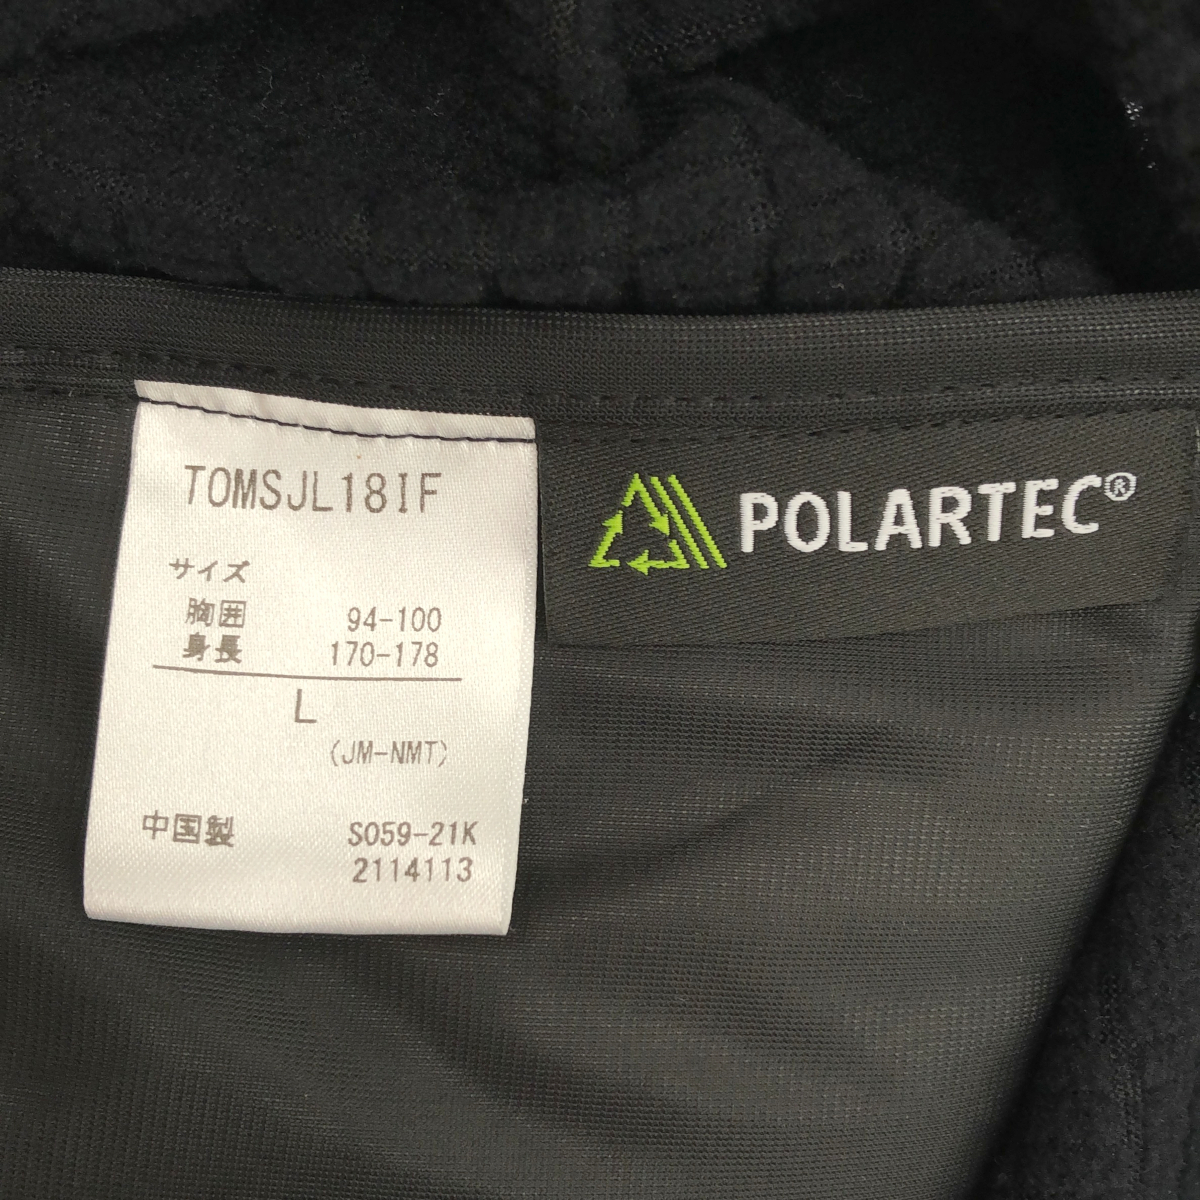 TOMSJL18IF
サイズ
胸囲 94-100
身長 170-178
L
(JM-NMT)
中国製 S059-21K
2114113
POLARTEC®